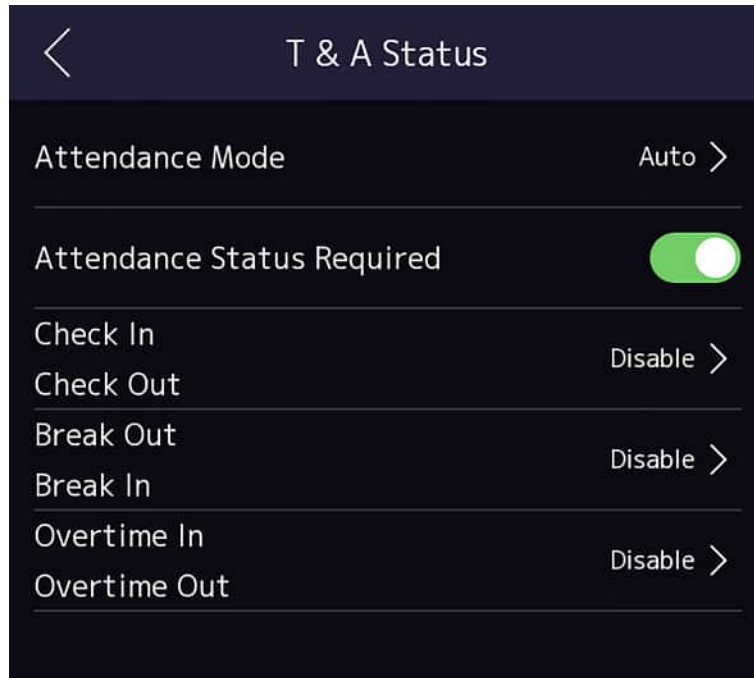 T & A Status
Attendance Mode
Auto
Attendance Status Required
Check In
Check Out
Disable
Break Out
Break In
Disable
Overtime In
Overtime Out
Disable